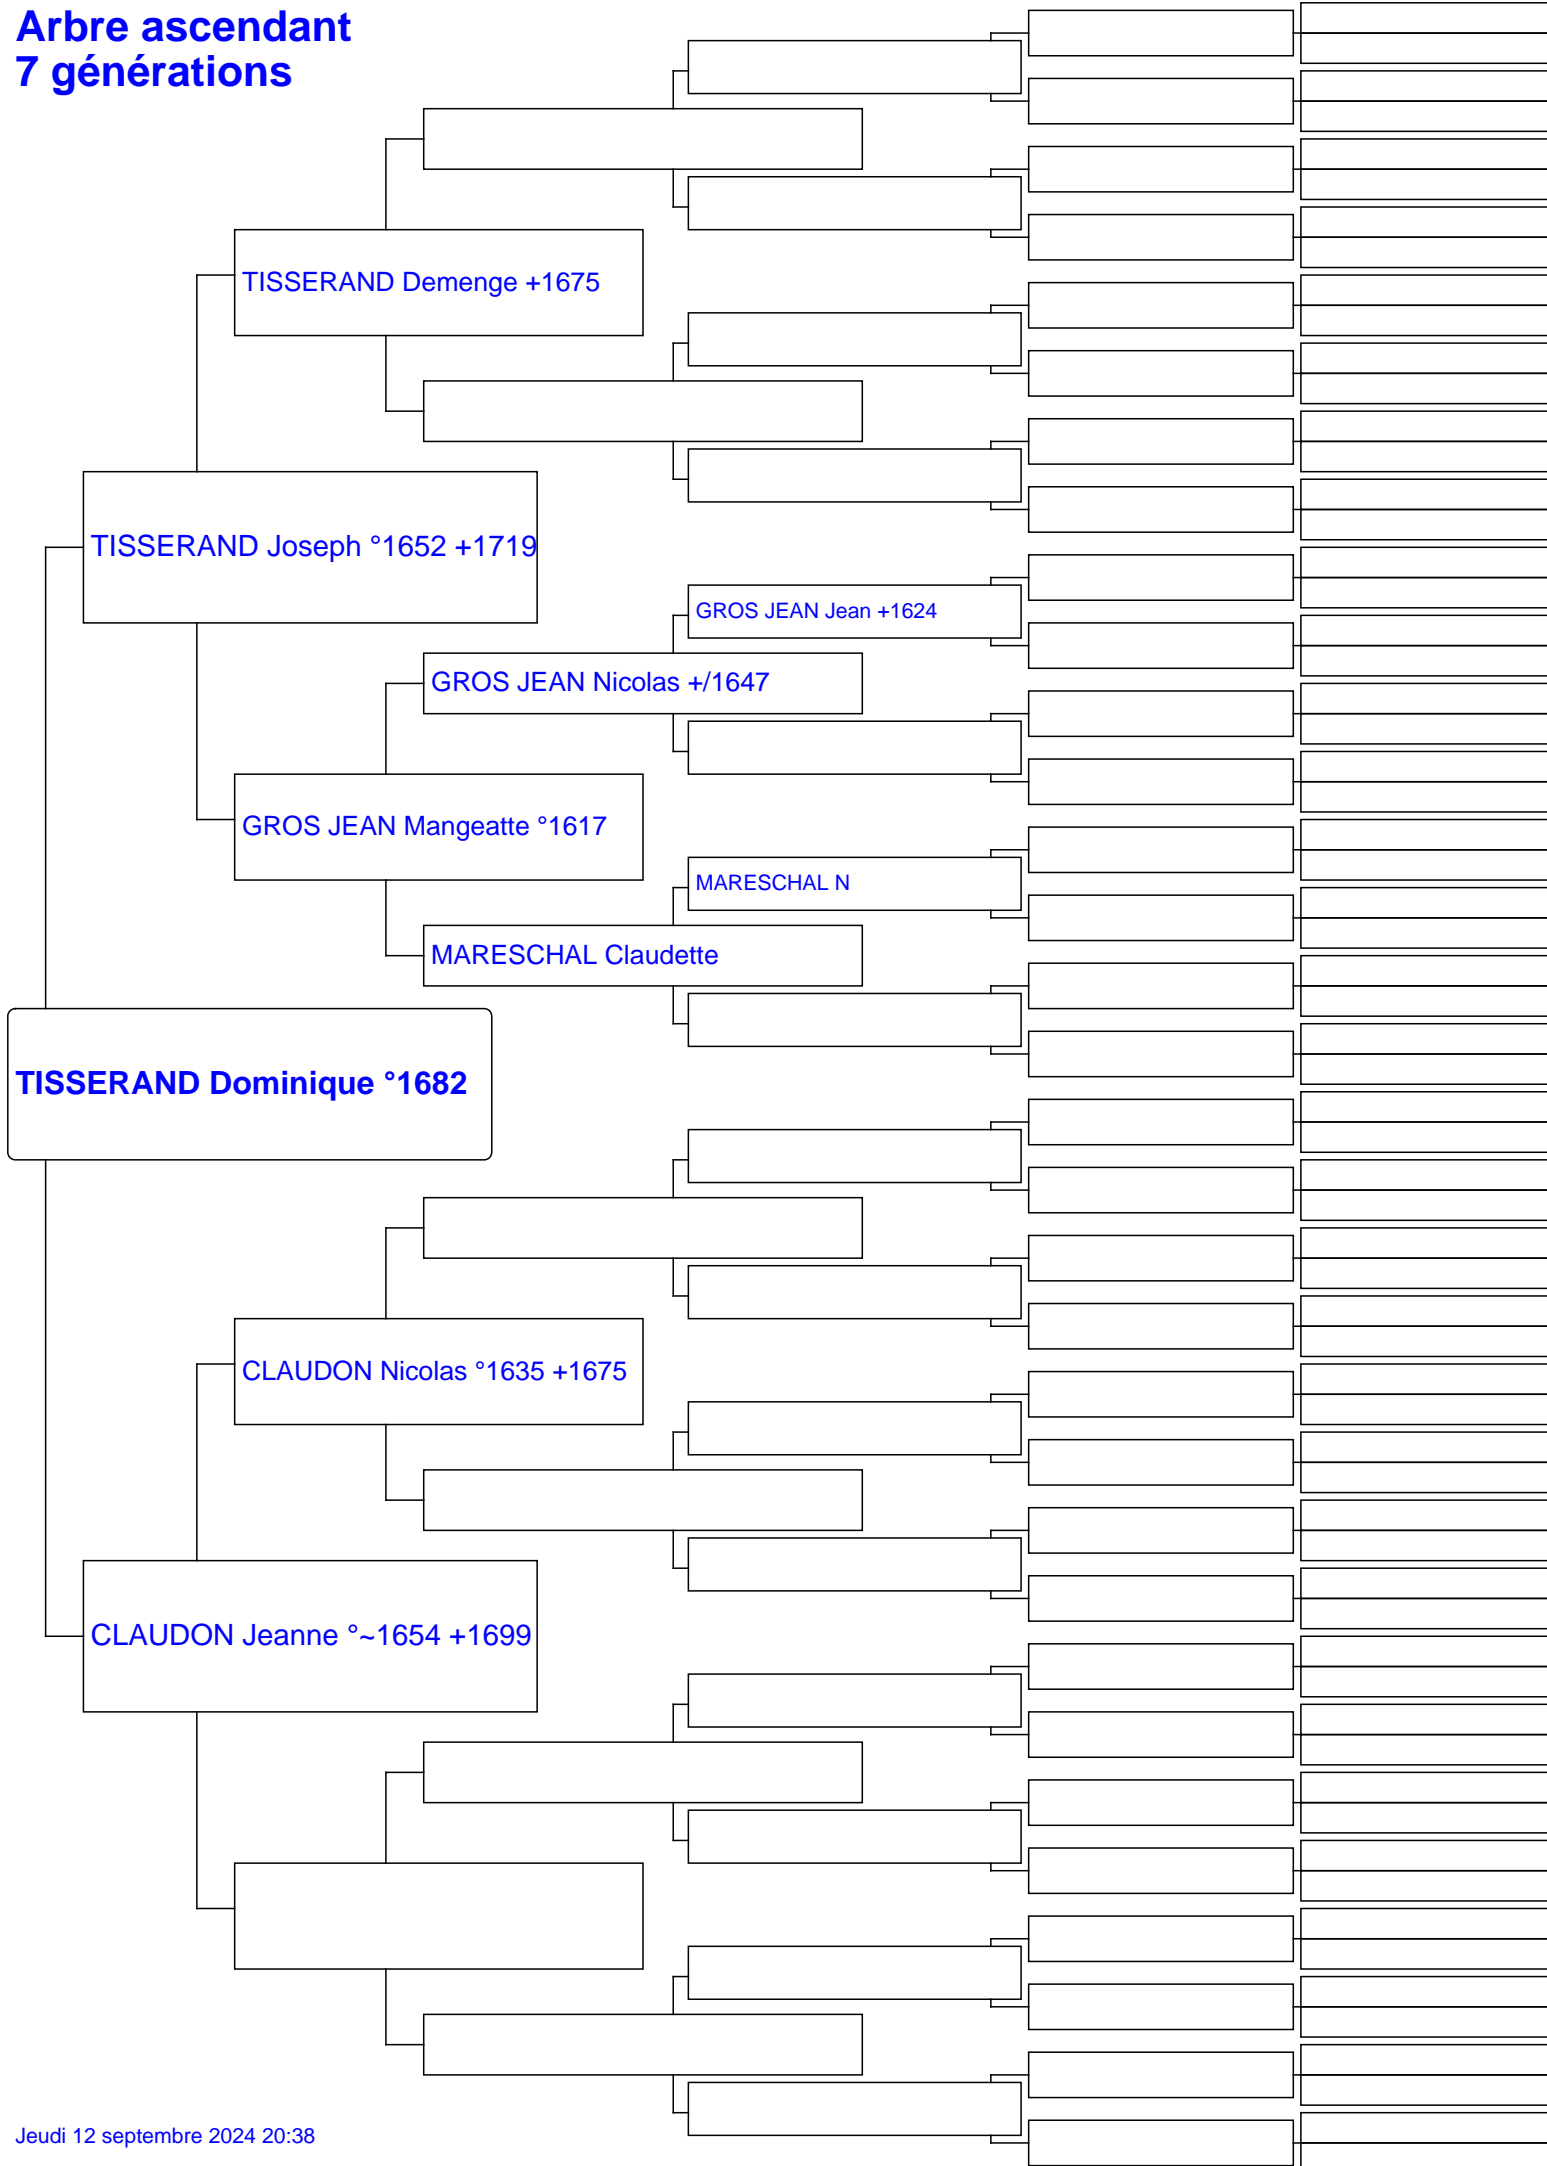 Arbre ascendant
7 générations
TISSERAND Demenge +1675
TISSERAND Joseph °1652 +1719
GROS JEAN Jean +1624
GROS JEAN Nicolas +/1647
GROS JEAN Mangeatte °1617
MARESCHAL N
MARESCHAL Claudette
TISSERAND Dominique °1682
CLAUDON Nicolas °1635 +1675
CLAUDON Jeanne °~1654 +1699
Jeudi 12 septembre 2024 20:38